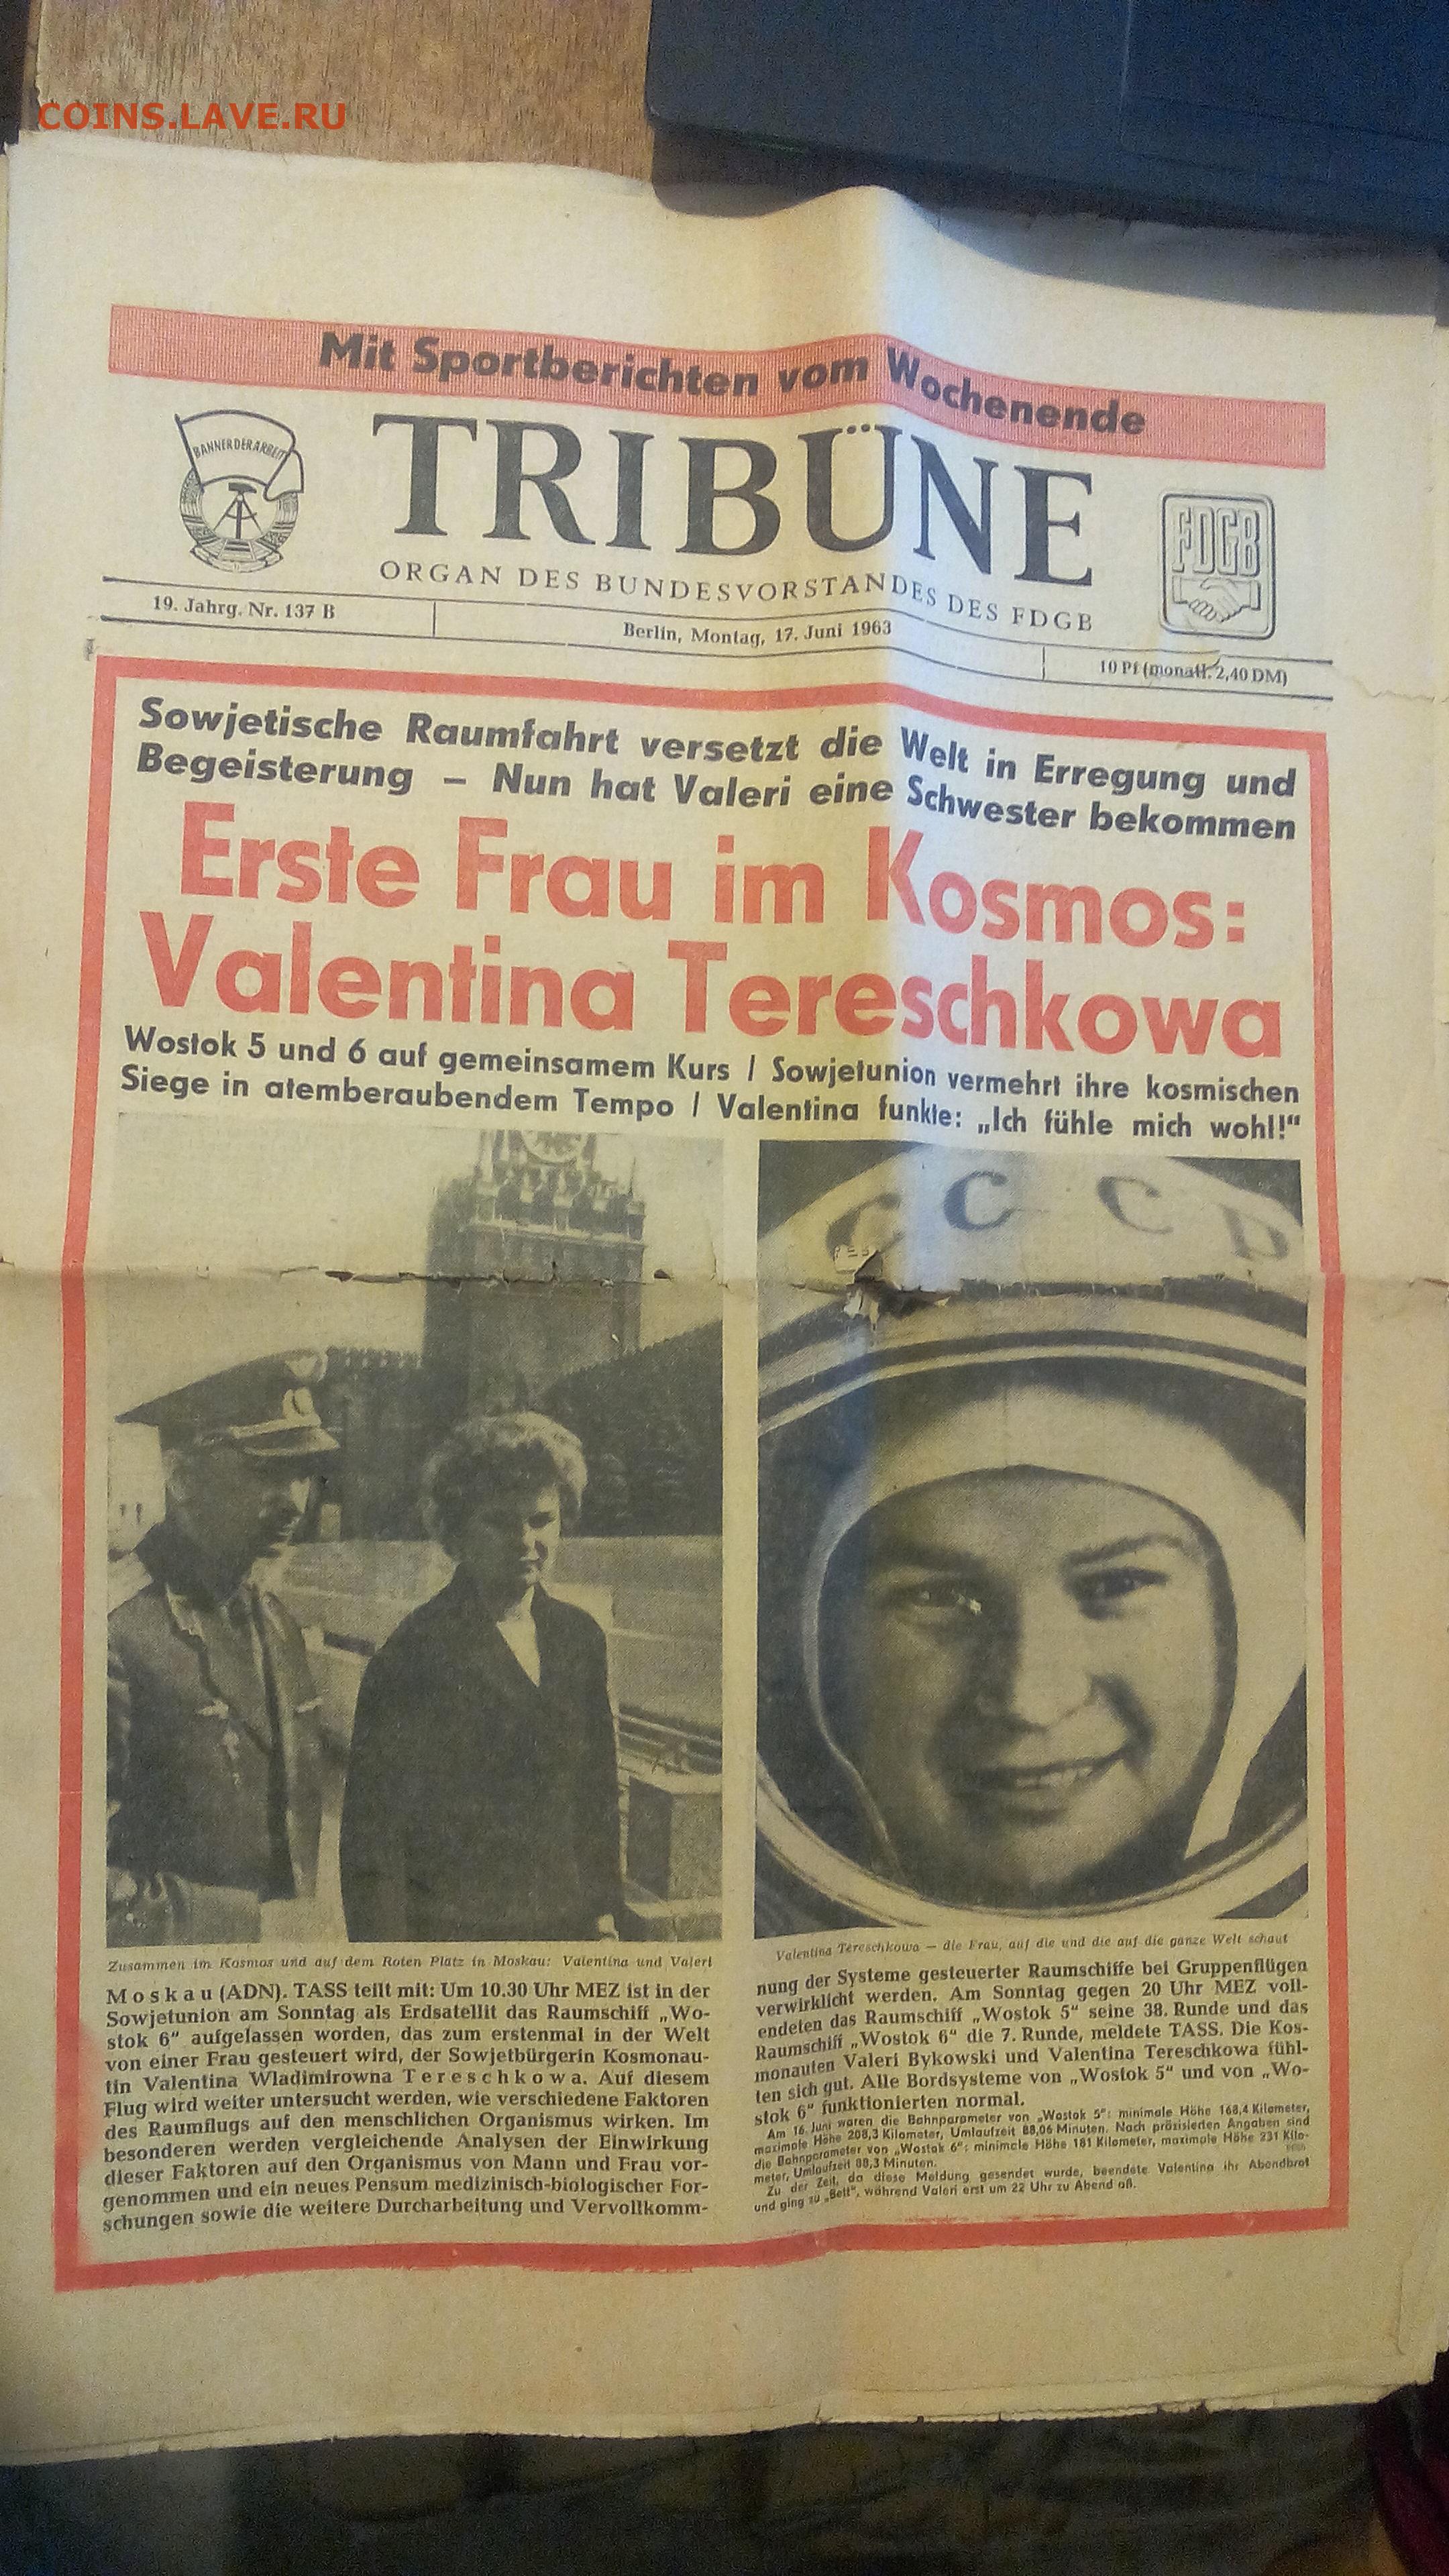 COINS.LAVE.RU
Mit Sportberichten vom Wochenende
BANNER DER ARBEIT
TRIBÜNE
FDGB
ORGAN DES BUNDESVORSTANDES DES FDGB
19. Jahrg. Nr. 137 B
Berlin, Montag, 17. Juni 1963
10 Pf (monatl. 2,40 DM)
Sowjetische Raumfahrt versetzt die Welt in Erregung und
Begeisterung – Nun hat Valeri eine Schwester bekommen
Erste Frau im Kosmos:
Valentina Tereschkowa
Wostok 5 und 6 auf gemeinsamem Kurs / Sowjetunion vermehrt ihre kosmischen
Siege in atemberaubendem Tempo / Valentina funkte: „Ich fühle mich wohl!“
C C C P
Zusammen im Kosmos und auf dem Roten Platz in Moskau: Valentina und Valeri
Moskau (ADN). TASS teilt mit: Um 10.30 Uhr MEZ ist in der
Sowjetunion am Sonntag als Erdsatellit das Raumschiff „Wo-
stok 6“ aufgelassen worden, das zum erstenmal in der Welt
von einer Frau gesteuert wird, der Sowjetbürgerin Kosmonau-
tin Valentina Wladimirowna Tereschkowa. Auf diesem
Flug wird weiter untersucht werden, wie verschiedene Faktoren
des Raumflugs auf den menschlichen Organismus wirken. Im
besonderen werden vergleichende Analysen der Einwirkung
dieser Faktoren auf den Organismus von Mann und Frau vor-
genommen und ein neues Pensum medizinisch-biologischer For-
schungen sowie die weitere Durcharbeitung und Vervollkomm-
Valentina Tereschkowa — die Frau, auf die und die auf die ganze Welt schaut
nung der Systeme gesteuerter Raumschiffe bei Gruppenflügen
verwirklicht werden. Am Sonntag gegen 20 Uhr MEZ voll-
endeten das Raumschiff „Wostok 5“ seine 38. Runde und das
Raumschiff „Wostok 6“ die 7. Runde, meldete TASS. Die Kos-
monauten Valeri Bykowski und Valentina Tereschkowa fühl-
ten sich gut. Alle Bordsysteme von „Wostok 5“ und von „Wo-
stok 6“ funktionierten normal.
Am 16. Juni waren die Bahnparameter von „Wostok 5“: minimale Höhe 168,4 Kilometer,
maximale Höhe 208,3 Kilometer, Umlaufzeit 88,06 Minuten. Nach präzisierten Angaben sind
die Bahnparameter von „Wostok 6“: minimale Höhe 181 Kilometer, maximale Höhe 231 Kilo-
meter, Umlaufzeit 88,3 Minuten.
Zu der Zeit, da diese Meldung gesendet wurde, beendete Valentina ihr Abendbrot
und ging zu „Bett“, während Valeri erst um 22 Uhr zu Abend aß.